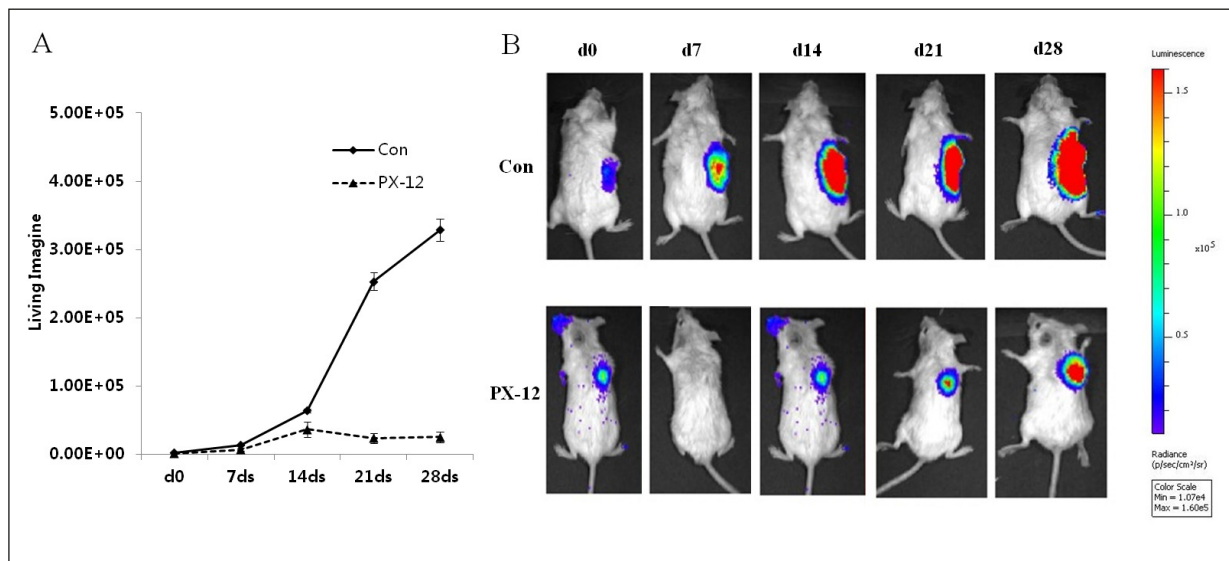 A
5.00E+05
4.00E+05
3.00E+05
2.00E+05
1.00E+05
0.00E+00
Living Imagine
Con
PX-12
d0 7ds 14ds 21ds 28ds
B
d0 d7 d14 d21 d28
Con
PX-12
Luminescence
1.5
1.0
x10⁵
0.5
Radiance
(p/sec/cm²/sr)
Color Scale
Min = 1.07e4
Max = 1.60e5